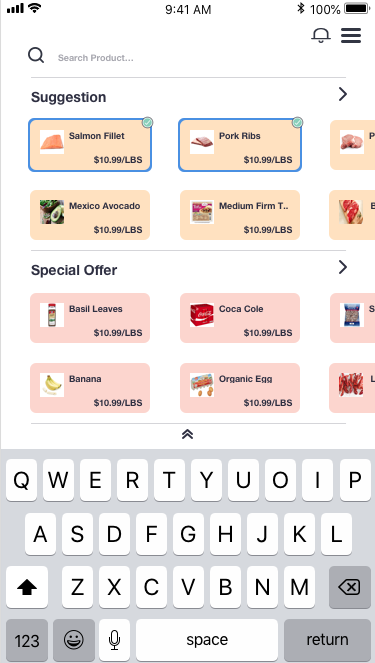 9:41 AM
100%
Search Product...
Suggestion
Salmon Fillet
$10.99/LBS
Pork Ribs
$10.99/LBS
P
Mexico Avocado
$10.99/LBS
Medium Firm T..
$10.99/LBS
Special Offer
Basil Leaves
$10.99/LBS
Coca Cole
$10.99/LBS
S
Banana
$10.99/LBS
Organic Egg
$10.99/LBS
L
Q W E R T Y U O I P
A S D F G H J K L
Z X C V B N M
123 space return